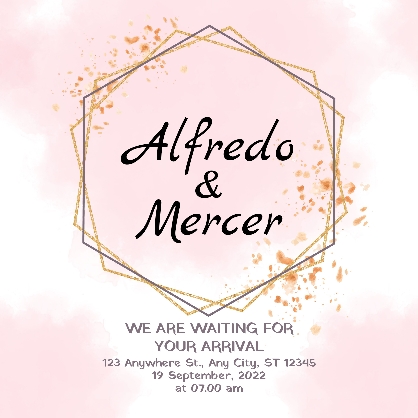 Alfredo
&
Mercer
WE ARE WAITING FOR
YOUR ARRIVAL
123 Anywhere St., Any City, ST 12345
19 September, 2022
at 07.00 am